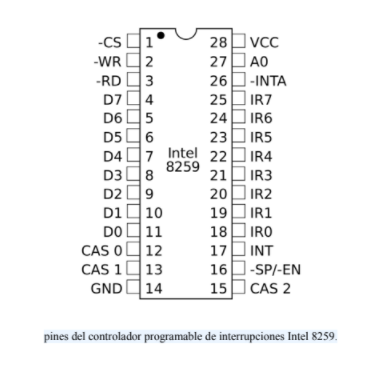 -CS 1 28 VCC
-WR 2 27 A0
-RD 3 26 -INTA
D7 4 25 IR7
D6 5 24 IR6
D5 6 23 IR5
D4 7 Intel 22 IR4
D3 8 8259 21 IR3
D2 9 20 IR2
D1 10 19 IR1
D0 11 18 IR0
CAS 0 12 17 INT
CAS 1 13 16 -SP/-EN
GND 14 15 CAS 2
pines del controlador programable de interrupciones Intel 8259.